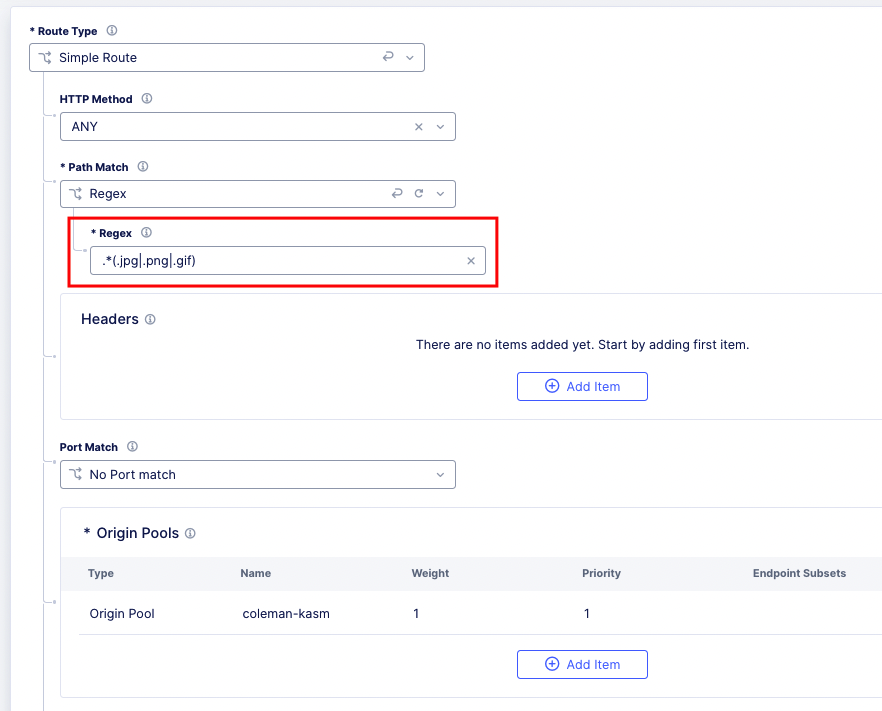 * Route Type
Simple Route
HTTP Method
ANY
* Path Match
Regex
* Regex
.*(.jpg|.png|.gif)
Headers
There are no items added yet. Start by adding first item.
Add Item
Port Match
No Port match
* Origin Pools
Type Name Weight Priority Endpoint Subsets
Origin Pool coleman-kasm 1 1
Add Item